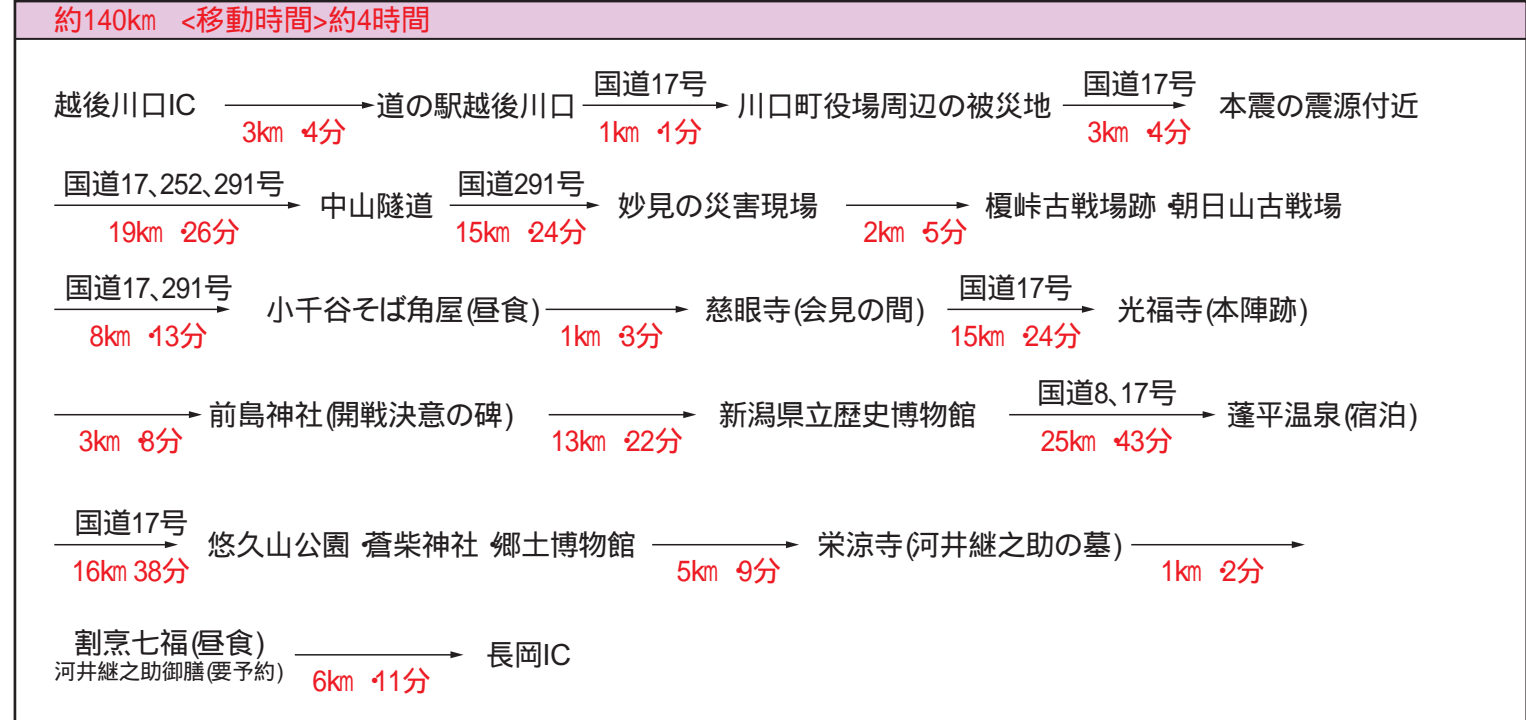 約140km <移動時間>約4時間
国道17号 国道17号
越後川口IC 道の駅越後川口 川口町役場周辺の被災地 本震の震源付近
3km・4分 1km・1分 3km・4分
国道17、252、291号 国道291号
中山隧道 妙見の災害現場 榎峠古戦場跡・朝日山古戦場
19km・26分 15km・24分 2km・5分
国道17、291号 国道17号
小千谷そば角屋(昼食) 慈眼寺(会見の間) 光福寺(本陣跡)
8km・13分 1km・3分 15km・24分
国道8、17号
前島神社(開戦決意の碑) 新潟県立歴史博物館 蓬平温泉(宿泊)
3km・8分 13km・22分 25km・43分
国道17号
悠久山公園・蒼柴神社・郷土博物館 栄涼寺(河井継之助の墓)
16km 38分 5km・9分 1km・2分
割烹七福(昼食)
河井継之助御膳(要予約) 長岡IC
6km・11分